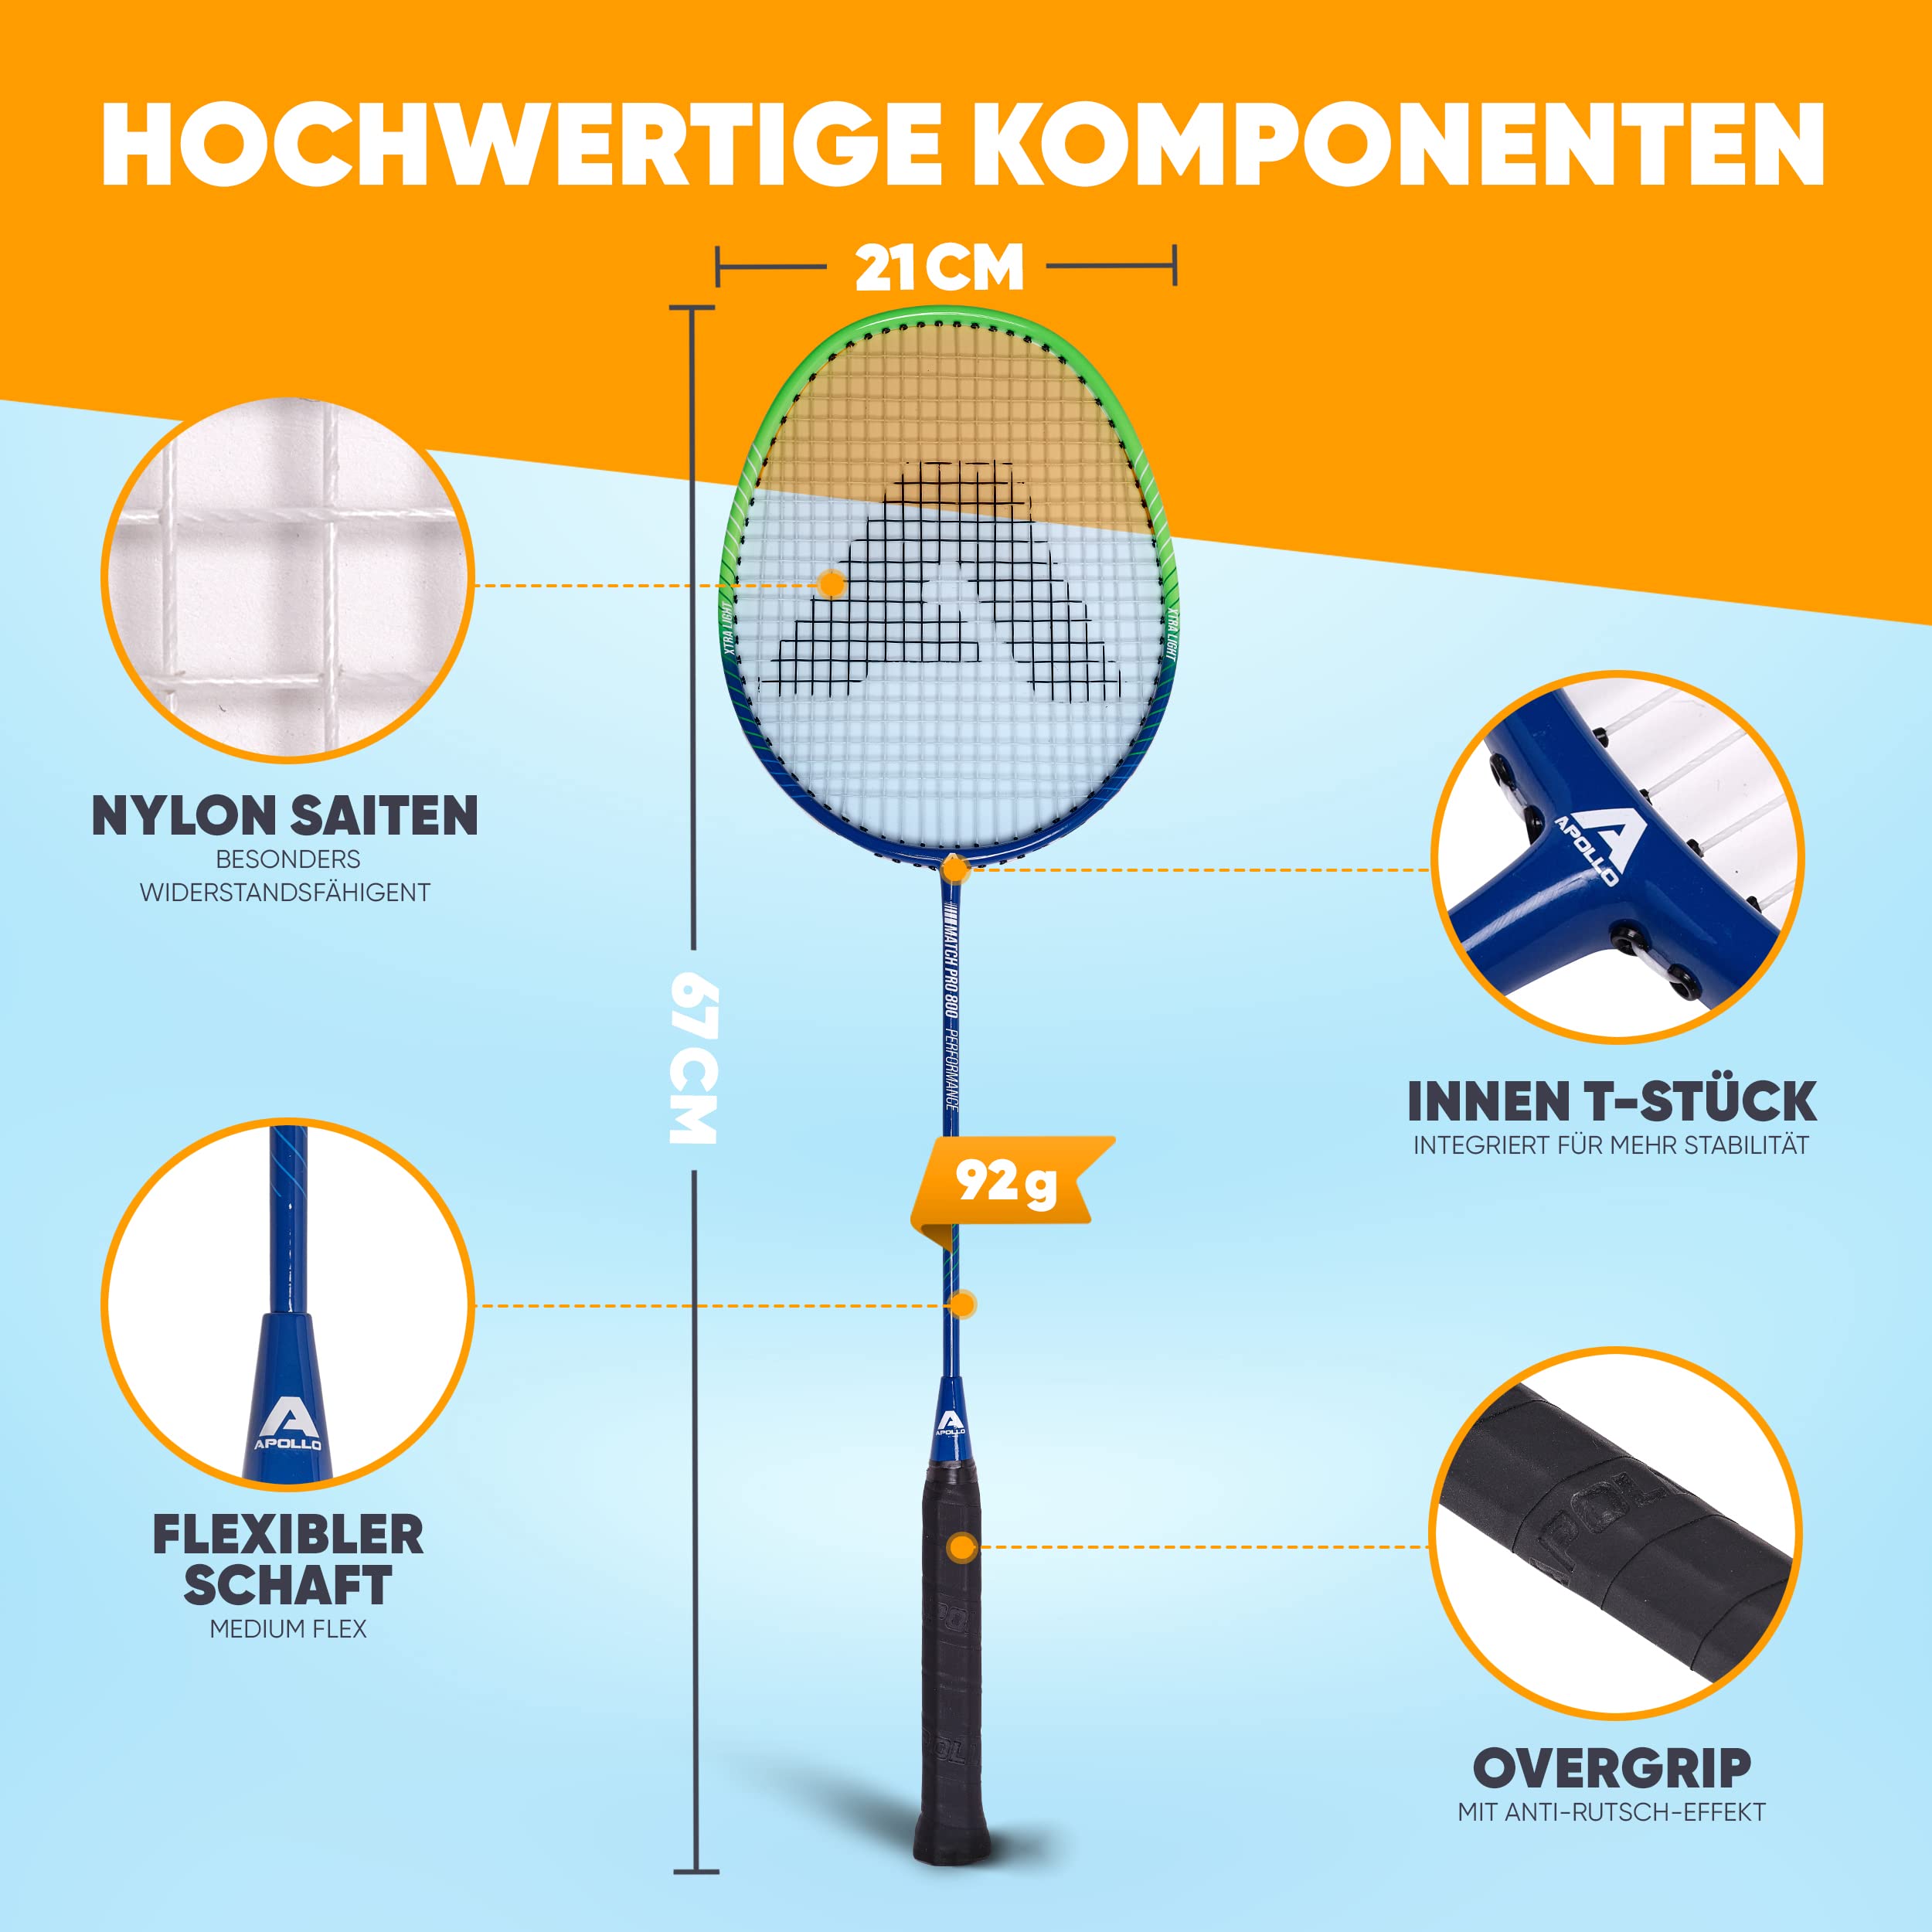 HOCHWERTIGE KOMPONENTEN
21 CM
XTRA LIGHT
XTRA LIGHT
NYLON SAITEN
BESONDERS
WIDERSTANDSFÄHIGENT
APOLLO
MATCH PRO 800 PERFORMANCE
67 CM
INNEN T-STÜCK
INTEGRIERT FÜR MEHR STABILITÄT
92 g
APOLLO
APOLLO
FLEXIBLER
SCHAFT
MEDIUM FLEX
OVERGRIP
MIT ANTI-RUTSCH-EFFEKT